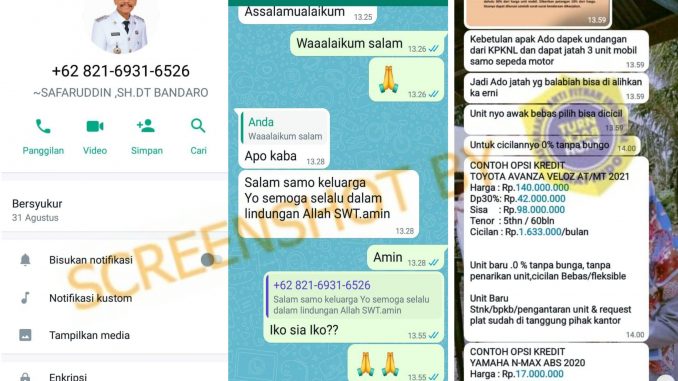 +62 821-6931-6526
~SAFARUDDIN ,SH.DT BANDARO
Panggilan
Video
Simpan
Cari
Bersyukur
31 Agustus
Bisukan notifikasi
Notifikasi kustom
Tampilkan media
Enkripsi
Assalamualaikum
13.25
Waaalaikum salam
13.26
🙏
13.26
Anda
Waaalaikum salam
Apo kaba
13.28
Salam samo keluarga
Yo semoga selalu dalam
lindungan Allah SWT.amin
13.28
Amin
13.55
+62 821-6931-6526
Salam samo keluarga Yo semoga selalu
dalam lindungan Allah SWT.amin
Iko sia Iko??
13.55
🙏🙏
13.55
13.59
Kebetulan apak Ado dapek undangan
dari KPKNL dan dapat jatah 3 unit mobil
samo sepeda motor
13.59
Jadi Ado jatah yg balabiah bisa di alihkan
ka erni
13.59
Unit nyo awak bebas pilih bisa dicicil
13.59
Untuk cicilannyo 0% tanpa bungo
14.00
CONTOH OPSI KREDIT
TOYOTA AVANZA VELOZ AT/MT 2021
Harga : Rp.140.000.000
Dp30% : Rp.42.000.000
Sisa : Rp.98.000.000
Tenor : 5thn / 60bln
Cicilan : Rp.1.633.000/bulan
Unit baru .0 % tanpa bunga, tanpa
penarikan unit,cicilan Bebas/fleksible
Unit Baru
Stnk/bpkb/pengantaran unit & request
plat sudah di tanggung pihak kantor
14.00
CONTOH OPSI KREDIT
YAMAHA N-MAX ABS 2020
Harga : Rp.17.000.000
SCREENSHOT BY